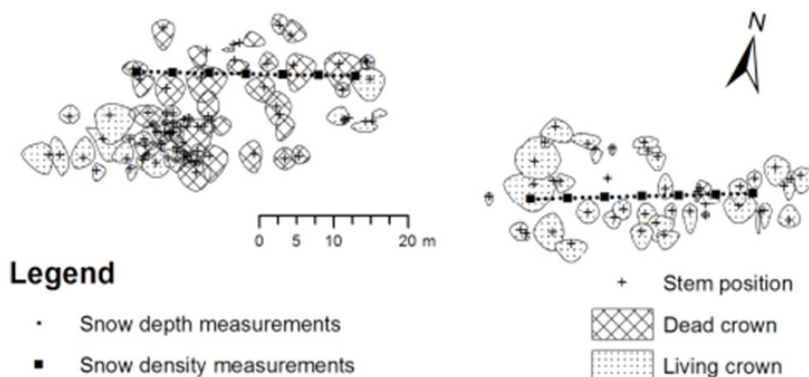 N
0 5 10 20 m
Legend
Snow depth measurements
Snow density measurements
Stem position
Dead crown
Living crown